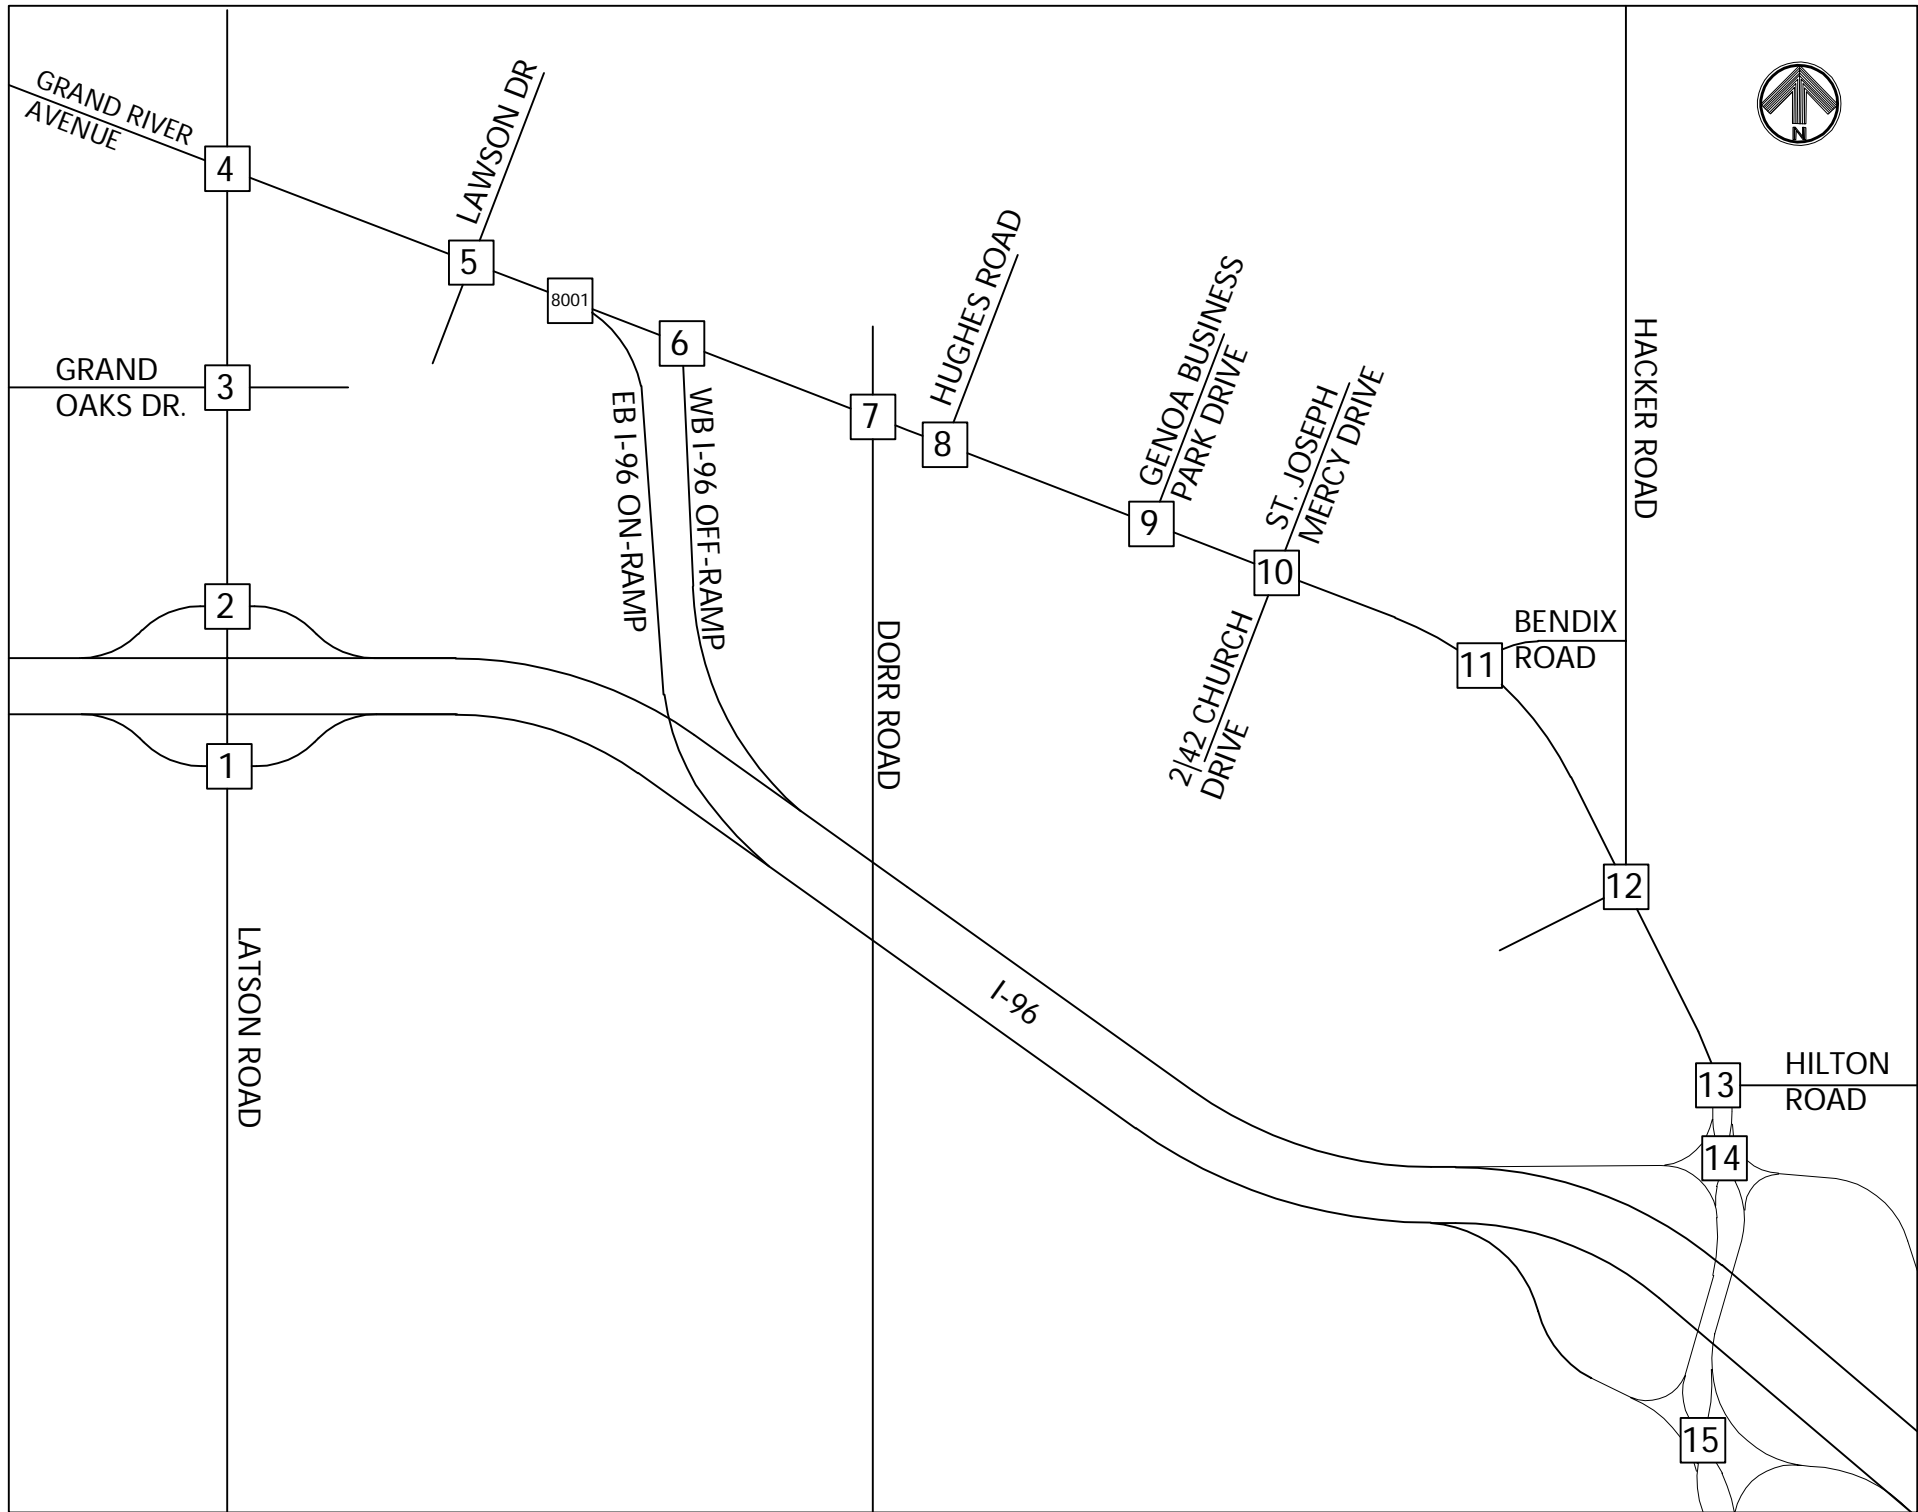 GRAND RIVER
AVENUE
4
LAWSON DR
5
8001
6
N
GRAND
OAKS DR.
3
EB I-96 ON-RAMP
WB I-96 OFF-RAMP
7
HUGHES ROAD
8
GENOA BUSINESS
PARK DRIVE
9
ST. JOSEPH
MERCY DRIVE
10
HACKER ROAD
2
1
DORR ROAD
2|42 CHURCH
DRIVE
BENDIX
ROAD
11
12
LATSON ROAD
I-96
13
HILTON
ROAD
14
15